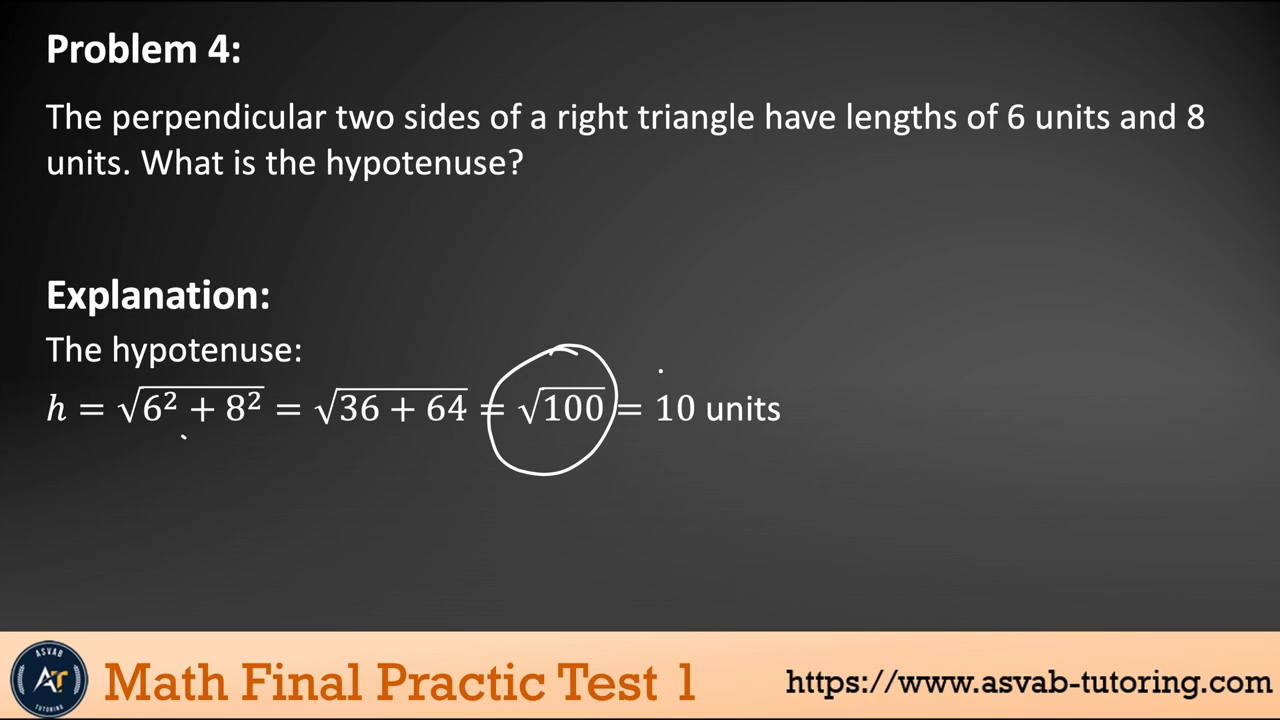 Problem 4:
The perpendicular two sides of a right triangle have lengths of 6 units and 8
units. What is the hypotenuse?
Explanation:
The hypotenuse:
ℎ = √(6² + 8²) = √(36 + 64) = √100 = 10 units
ASVAB
AT
TUTORING
Math Final Practic Test 1
https://www.asvab-tutoring.com